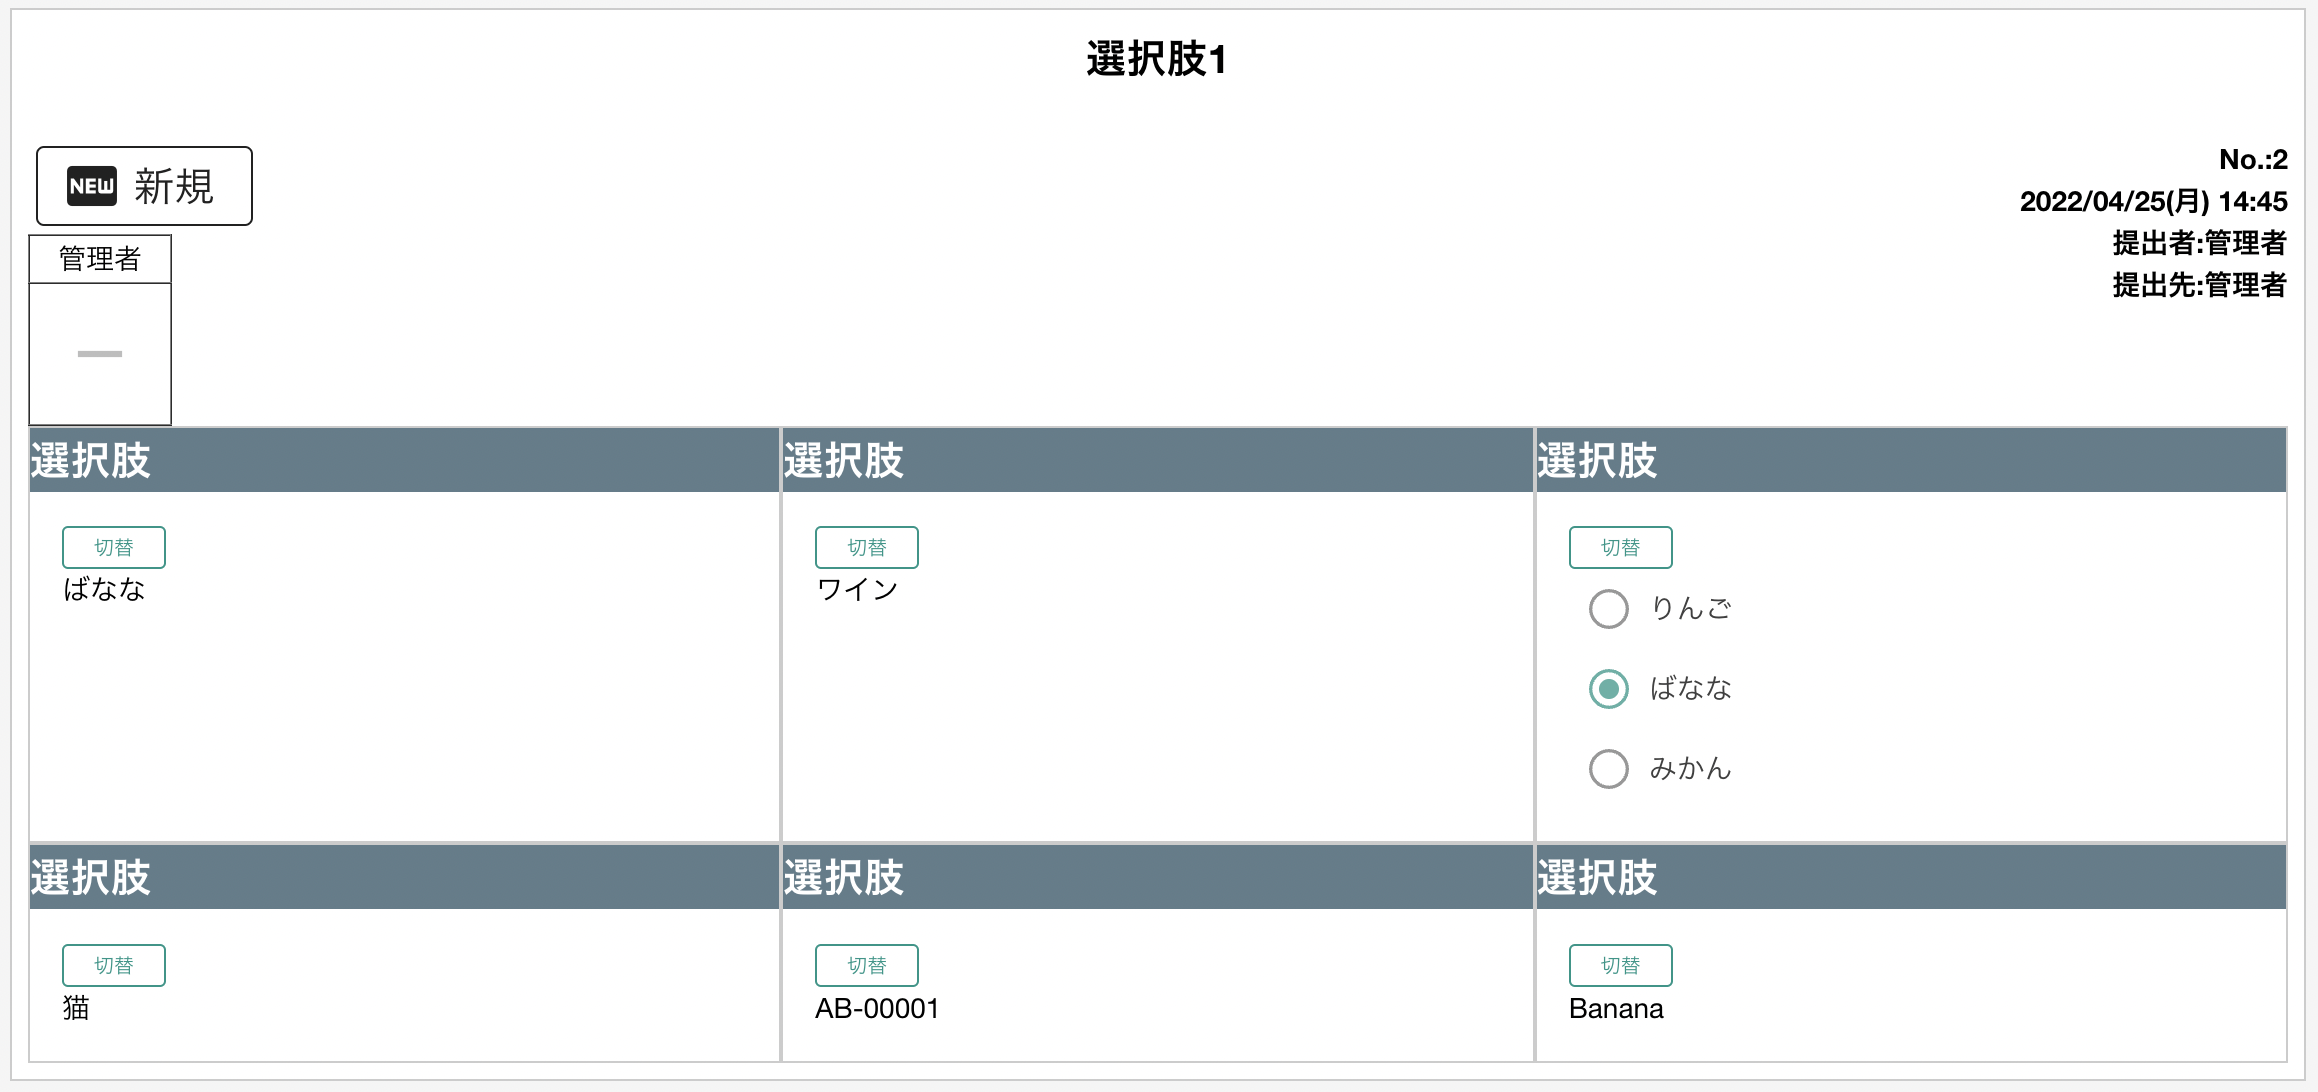 選択肢1
NEW 新規
No.:2
2022/04/25(月) 14:45
提出者:管理者
提出先:管理者
管理者
選択肢
切替
ばなな
選択肢
切替
ワイン
選択肢
切替
りんご
ばなな
みかん
選択肢
切替
猫
選択肢
切替
AB-00001
選択肢
切替
Banana